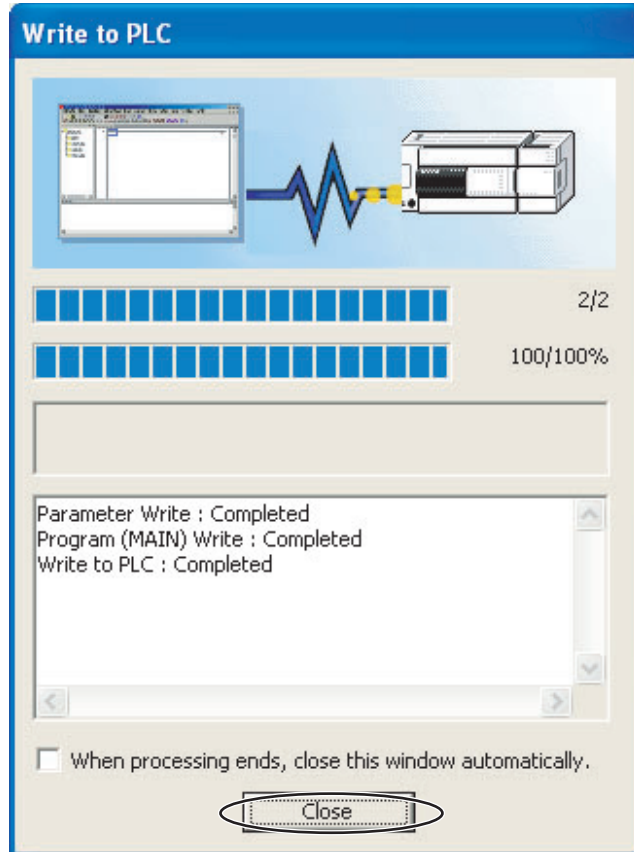 Write to PLC
2/2
100/100%
Parameter Write : Completed
Program (MAIN) Write : Completed
Write to PLC : Completed
When processing ends, close this window automatically.
Close